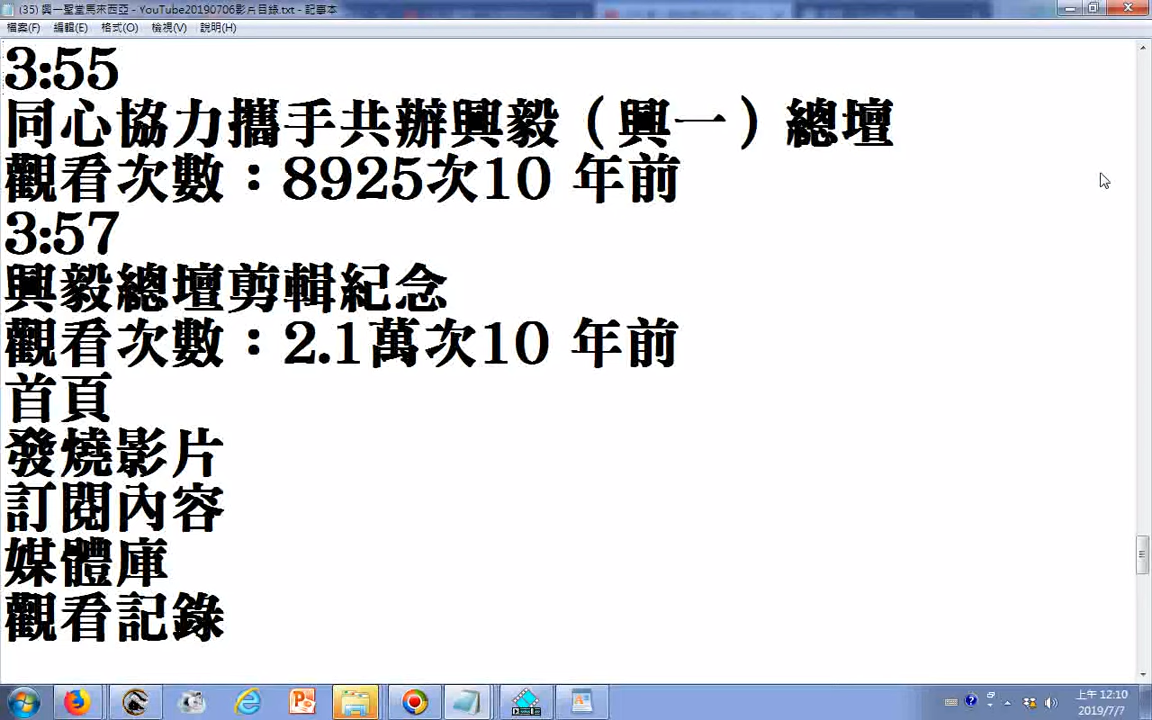 (35) 興一聖堂馬來西亞 - YouTube20190706影片目錄.txt - 記事本
檔案(F) 編輯(E) 格式(O) 檢視(V) 說明(H)
3:55
同心協力攜手共辦興毅（興一）總壇
觀看次數：8925次10 年前
3:57
興毅總壇剪輯紀念
觀看次數：2.1萬次10 年前
首頁
發燒影片
訂閱內容
媒體庫
觀看記錄
上午 12:10
2019/7/7